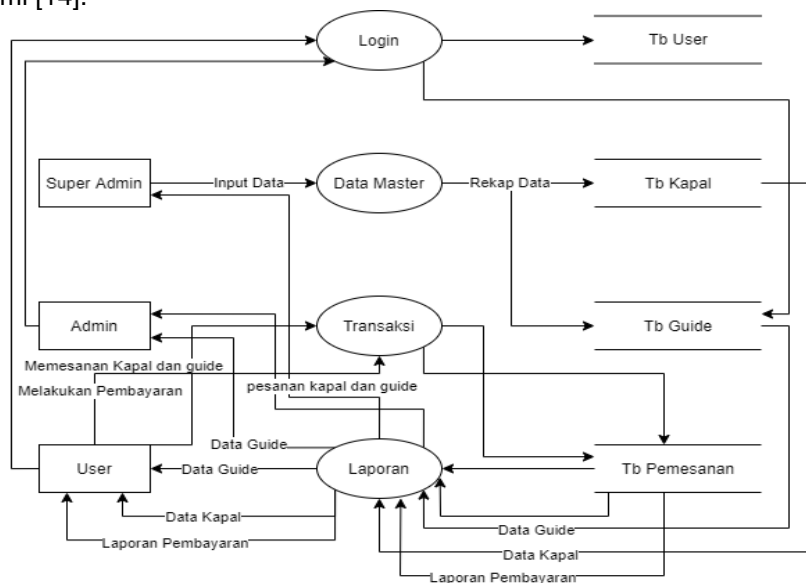 mi [14].
Login
Tb User
Super Admin
Input Data
Data Master
Rekap Data
Tb Kapal
Admin
Transaksi
Tb Guide
Memesanan Kapal dan guide
Melakukan Pembayaran
pesanan kapal dan guide
Data Guide
User
Data Guide
Laporan
Tb Pemesanan
Data Kapal
Data Guide
Laporan Pembayaran
Data Kapal
Laporan Pembayaran